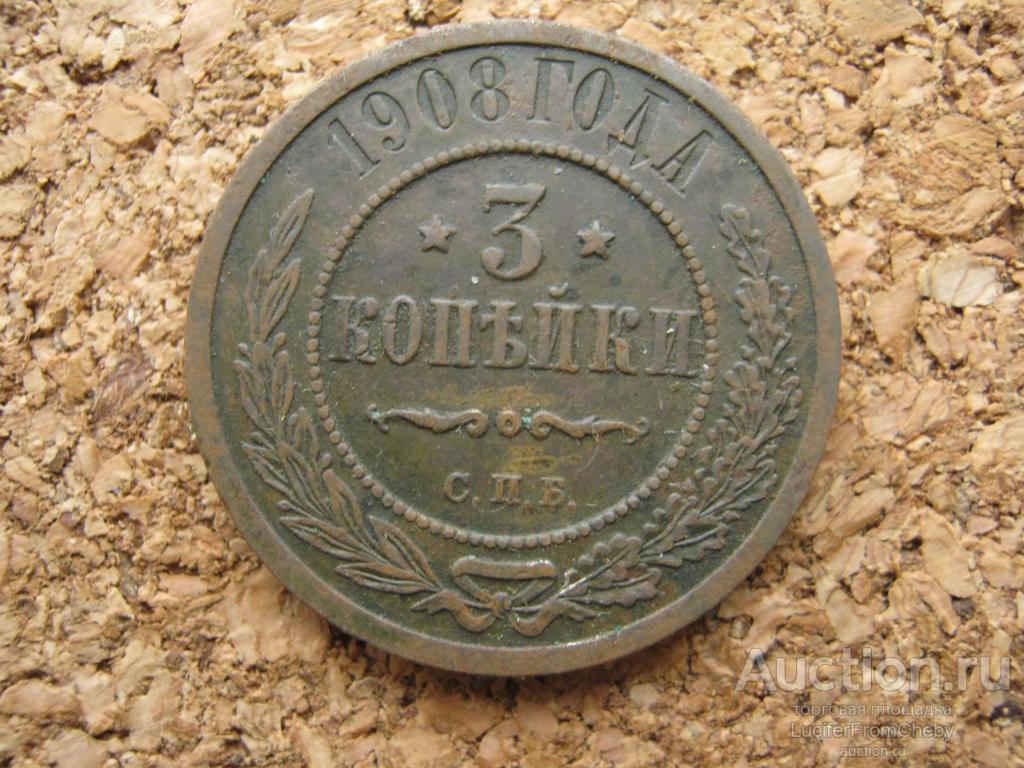 1908 ГОДА
3
КОПѢЙКИ
С.П.Б.
Auction.ru
торговая площадка
LuciferFromCheby
auction.ru